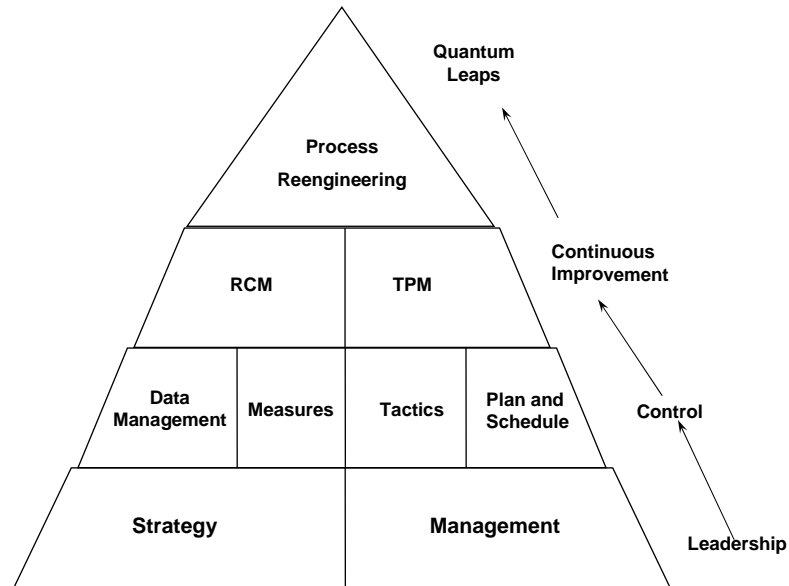 Quantum
Leaps
Process
Reengineering
Continuous
Improvement
RCM
TPM
Data
Management
Measures
Tactics
Plan and
Schedule
Control
Strategy
Management
Leadership